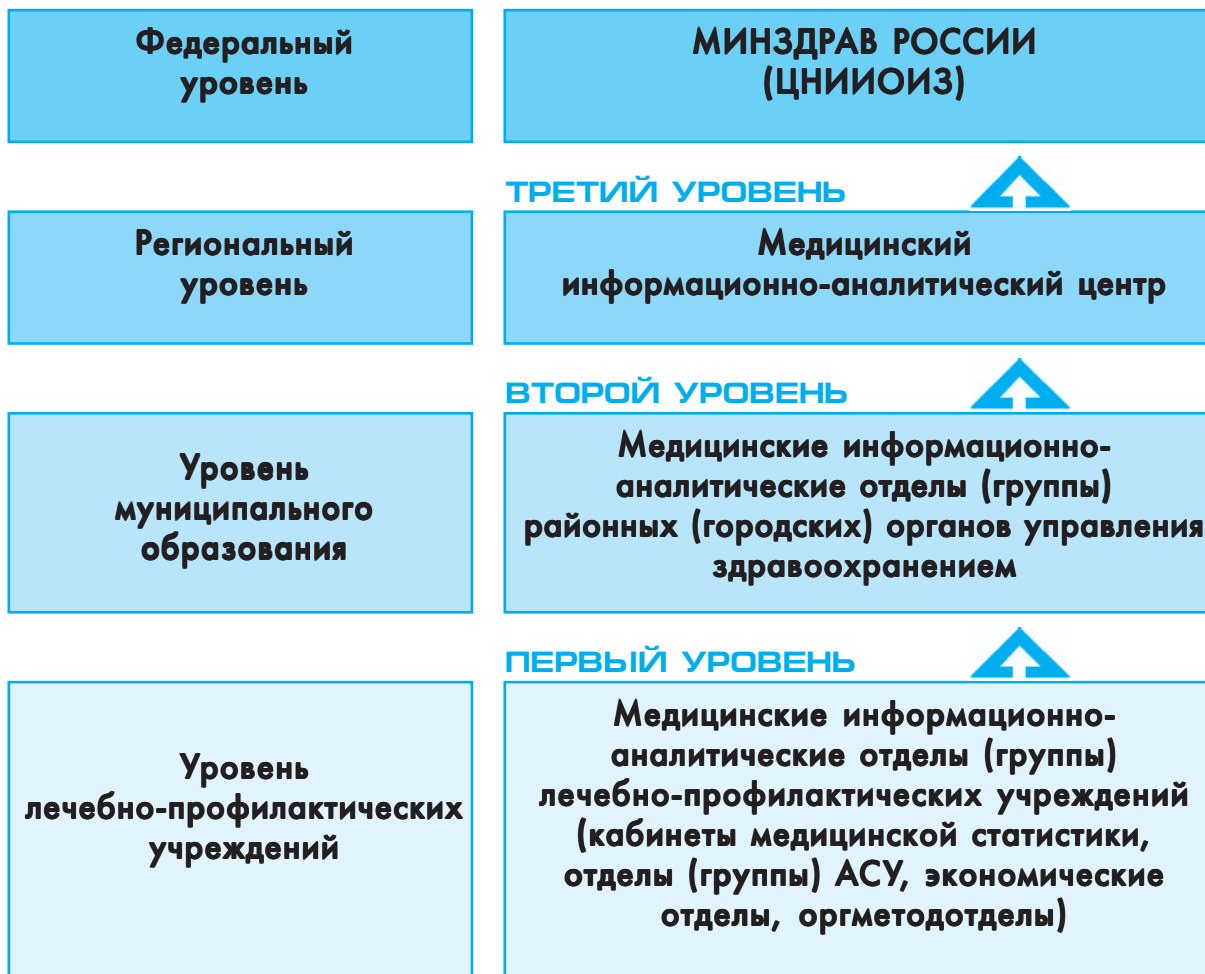 Федеральный
уровень
МИНЗДРАВ РОССИИ
(ЦНИИОИЗ)
ТРЕТИЙ УРОВЕНЬ
Региональный
уровень
Медицинский
информационно-аналитический центр
ВТОРОЙ УРОВЕНЬ
Уровень
муниципального
образования
Медицинские информационно-
аналитические отделы (группы)
районных (городских) органов управления
здравоохранением
ПЕРВЫЙ УРОВЕНЬ
Уровень
лечебно-профилактических
учреждений
Медицинские информационно-
аналитические отделы (группы)
лечебно-профилактических учреждений
(кабинеты медицинской статистики,
отделы (группы) АСУ, экономические
отделы, оргметодотделы)